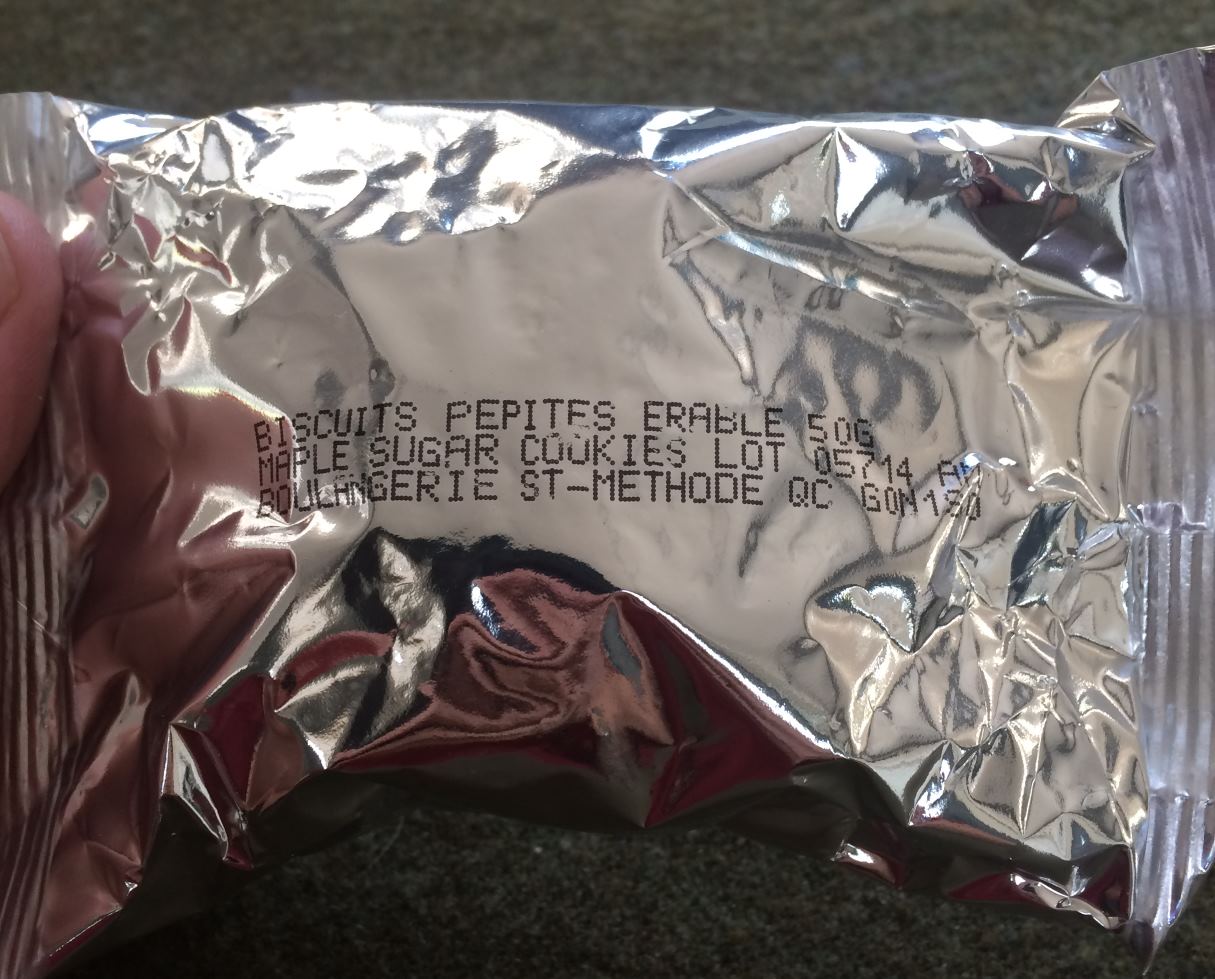 BISCUITS PEPITES ERABLE 50G
MAPLE SUGAR COOKIES LOT 05714
BOULANGERIE ST-METHODE QC G0N1S0